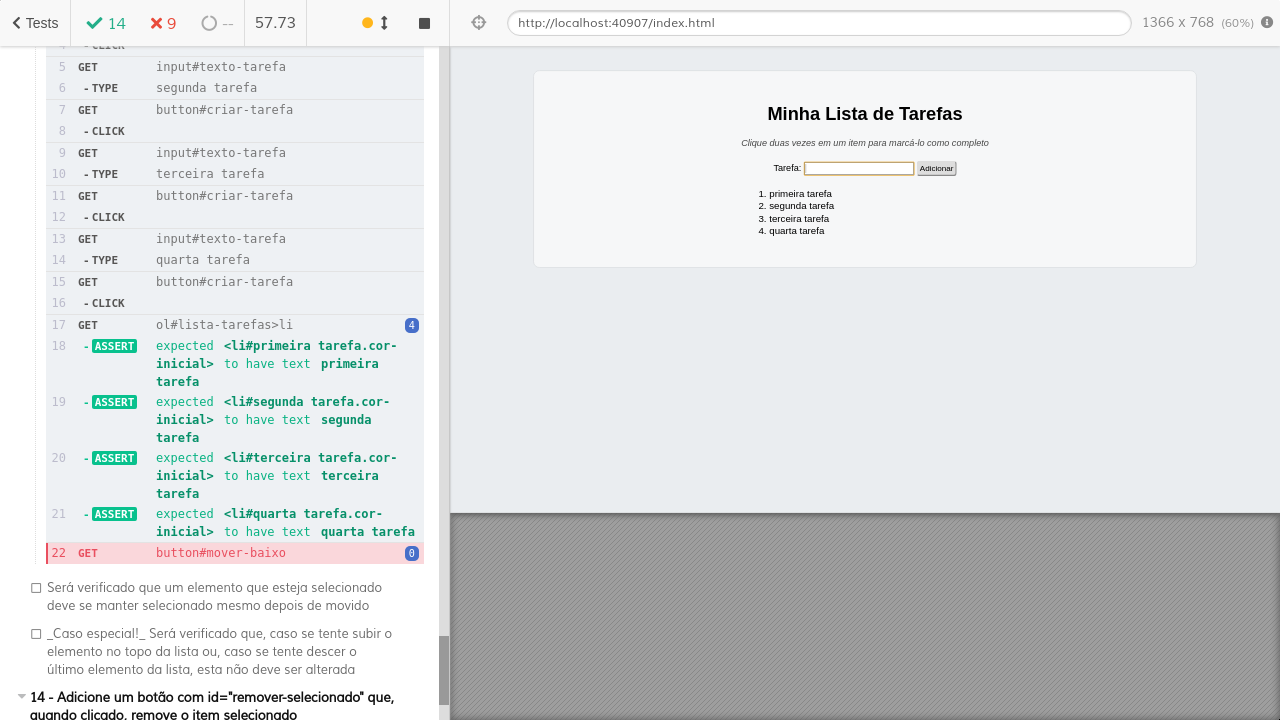 Tests
14
9
--
57.73
http://localhost:40907/index.html
1366 x 768 (60%)
4 - CLICK
5 GET input#texto-tarefa
6 - TYPE segunda tarefa
7 GET button#criar-tarefa
8 - CLICK
9 GET input#texto-tarefa
10 - TYPE terceira tarefa
11 GET button#criar-tarefa
12 - CLICK
13 GET input#texto-tarefa
14 - TYPE quarta tarefa
15 GET button#criar-tarefa
16 - CLICK
17 GET ol#lista-tarefas>li 4
18 - ASSERT expected <li#primeira tarefa.cor-
inicial> to have text primeira
tarefa
19 - ASSERT expected <li#segunda tarefa.cor-
inicial> to have text segunda
tarefa
20 - ASSERT expected <li#terceira tarefa.cor-
inicial> to have text terceira
tarefa
21 - ASSERT expected <li#quarta tarefa.cor-
inicial> to have text quarta tarefa
22 GET button#mover-baixo 0
Será verificado que um elemento que esteja selecionado
deve se manter selecionado mesmo depois de movido
_Caso especial!_ Será verificado que, caso se tente subir o
elemento no topo da lista ou, caso se tente descer o
último elemento da lista, esta não deve ser alterada
14 - Adicione um botão com id="remover-selecionado" que,
quando clicado, remove o item selecionado
Minha Lista de Tarefas
Clique duas vezes em um item para marcá-lo como completo
Tarefa: Adicionar
1. primeira tarefa
2. segunda tarefa
3. terceira tarefa
4. quarta tarefa